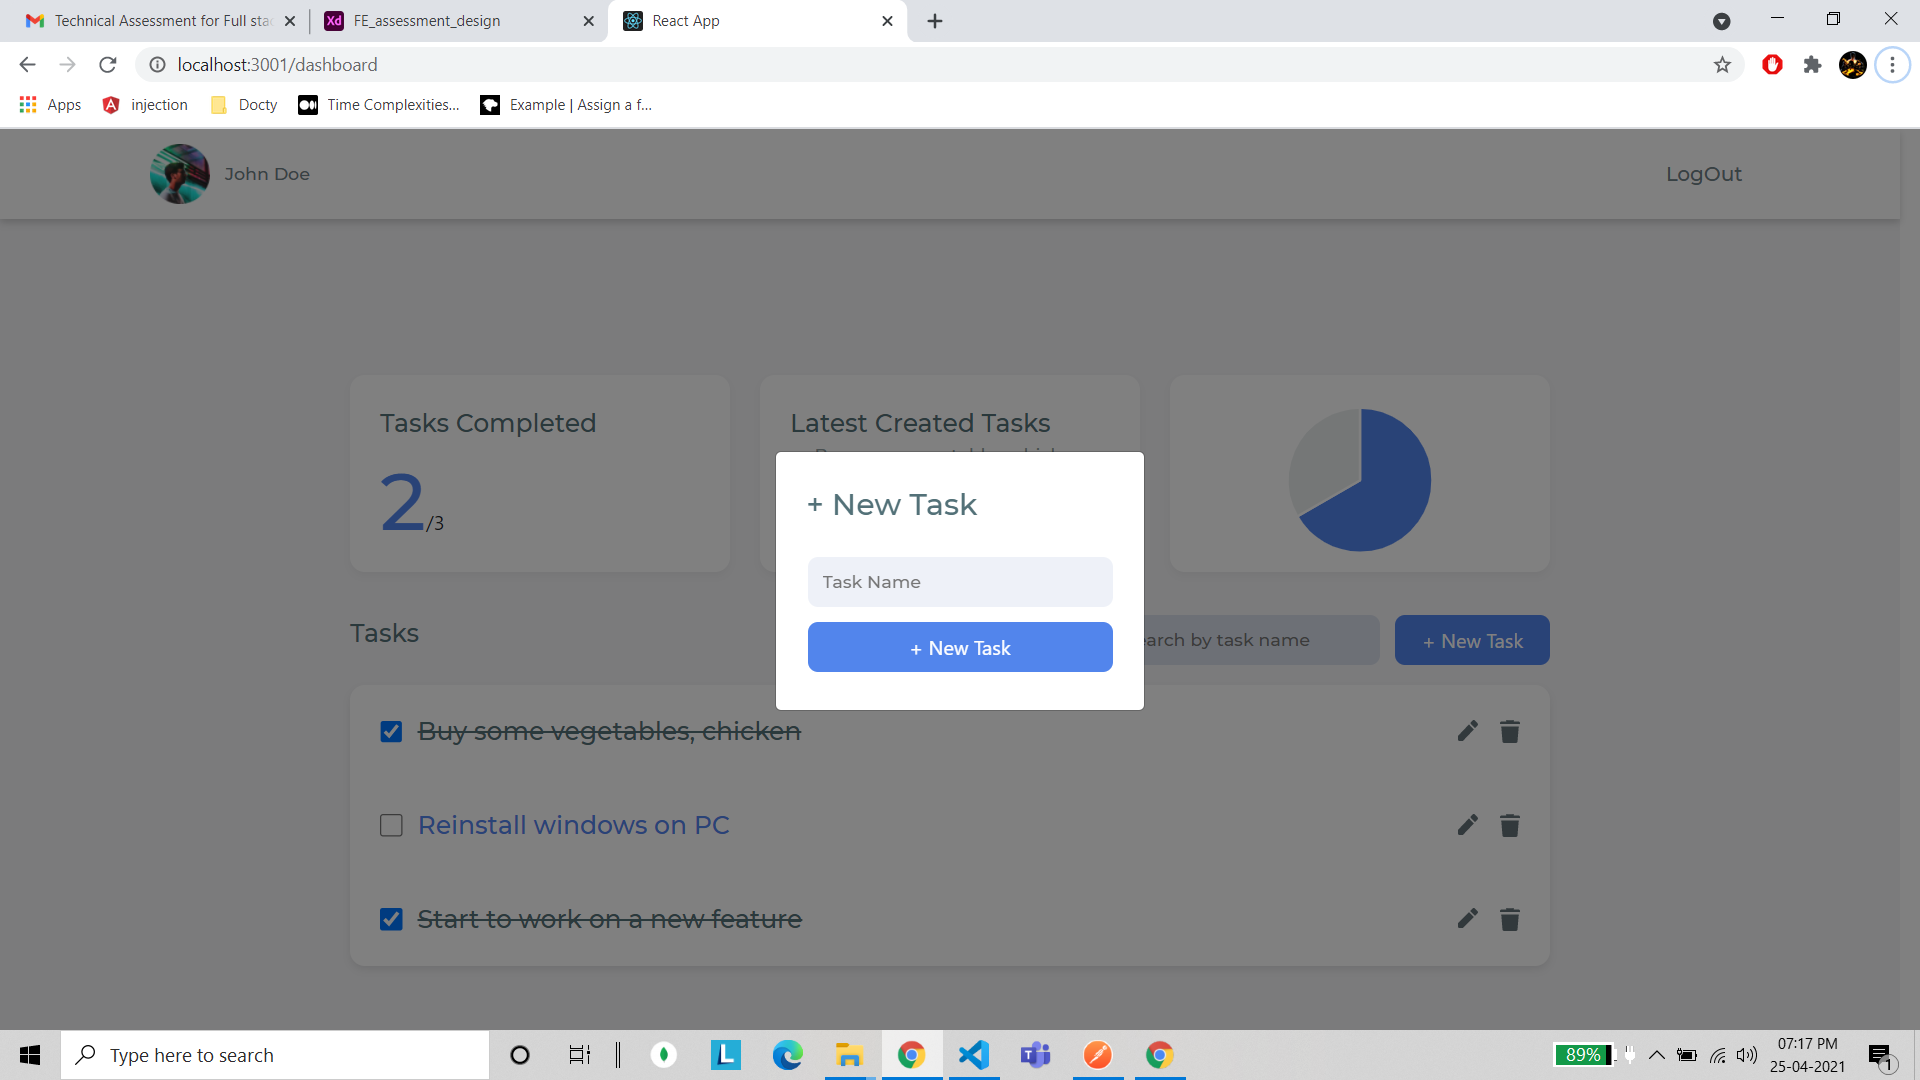 Technical Assessment for Full stac
FE_assessment_design
React App
localhost:3001/dashboard
Apps
injection
Docty
Time Complexities...
Example | Assign a f...
John Doe
LogOut
Tasks Completed
2/3
Latest Created Tasks
+ New Task
Task Name
+ New Task
Tasks
earch by task name
+ New Task
Buy some vegetables, chicken
Reinstall windows on PC
Start to work on a new feature
Type here to search
89%
07:17 PM
25-04-2021
1